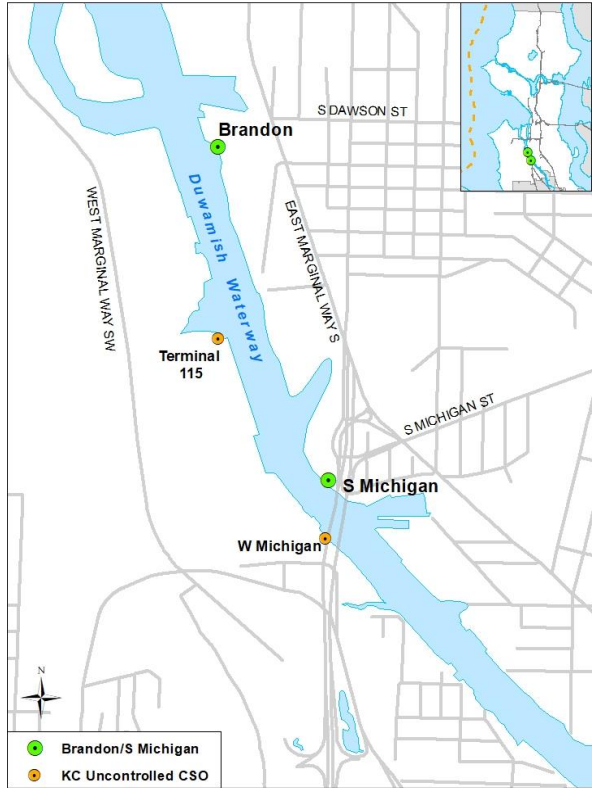 S DAWSON ST
Brandon
Duwamish Waterway
EAST MARGINAL WAY S
WEST MARGINAL WAY SW
Terminal
115
S MICHIGAN ST
S Michigan
W Michigan
N
Brandon/S Michigan
KC Uncontrolled CSO